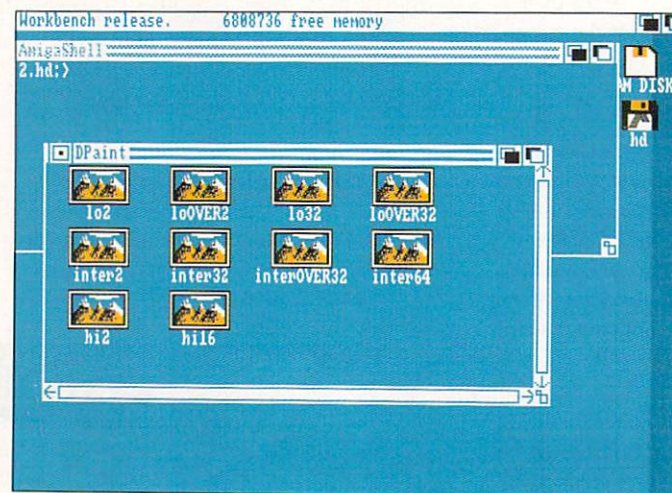 Workbench release. 6808736 free memory
AmigaShell
2.hd:>
AM DISK
hd
DPaint
lo2 loOVER2 lo32 loOVER32
inter2 inter32 interOVER32 inter64
hi2 hi16